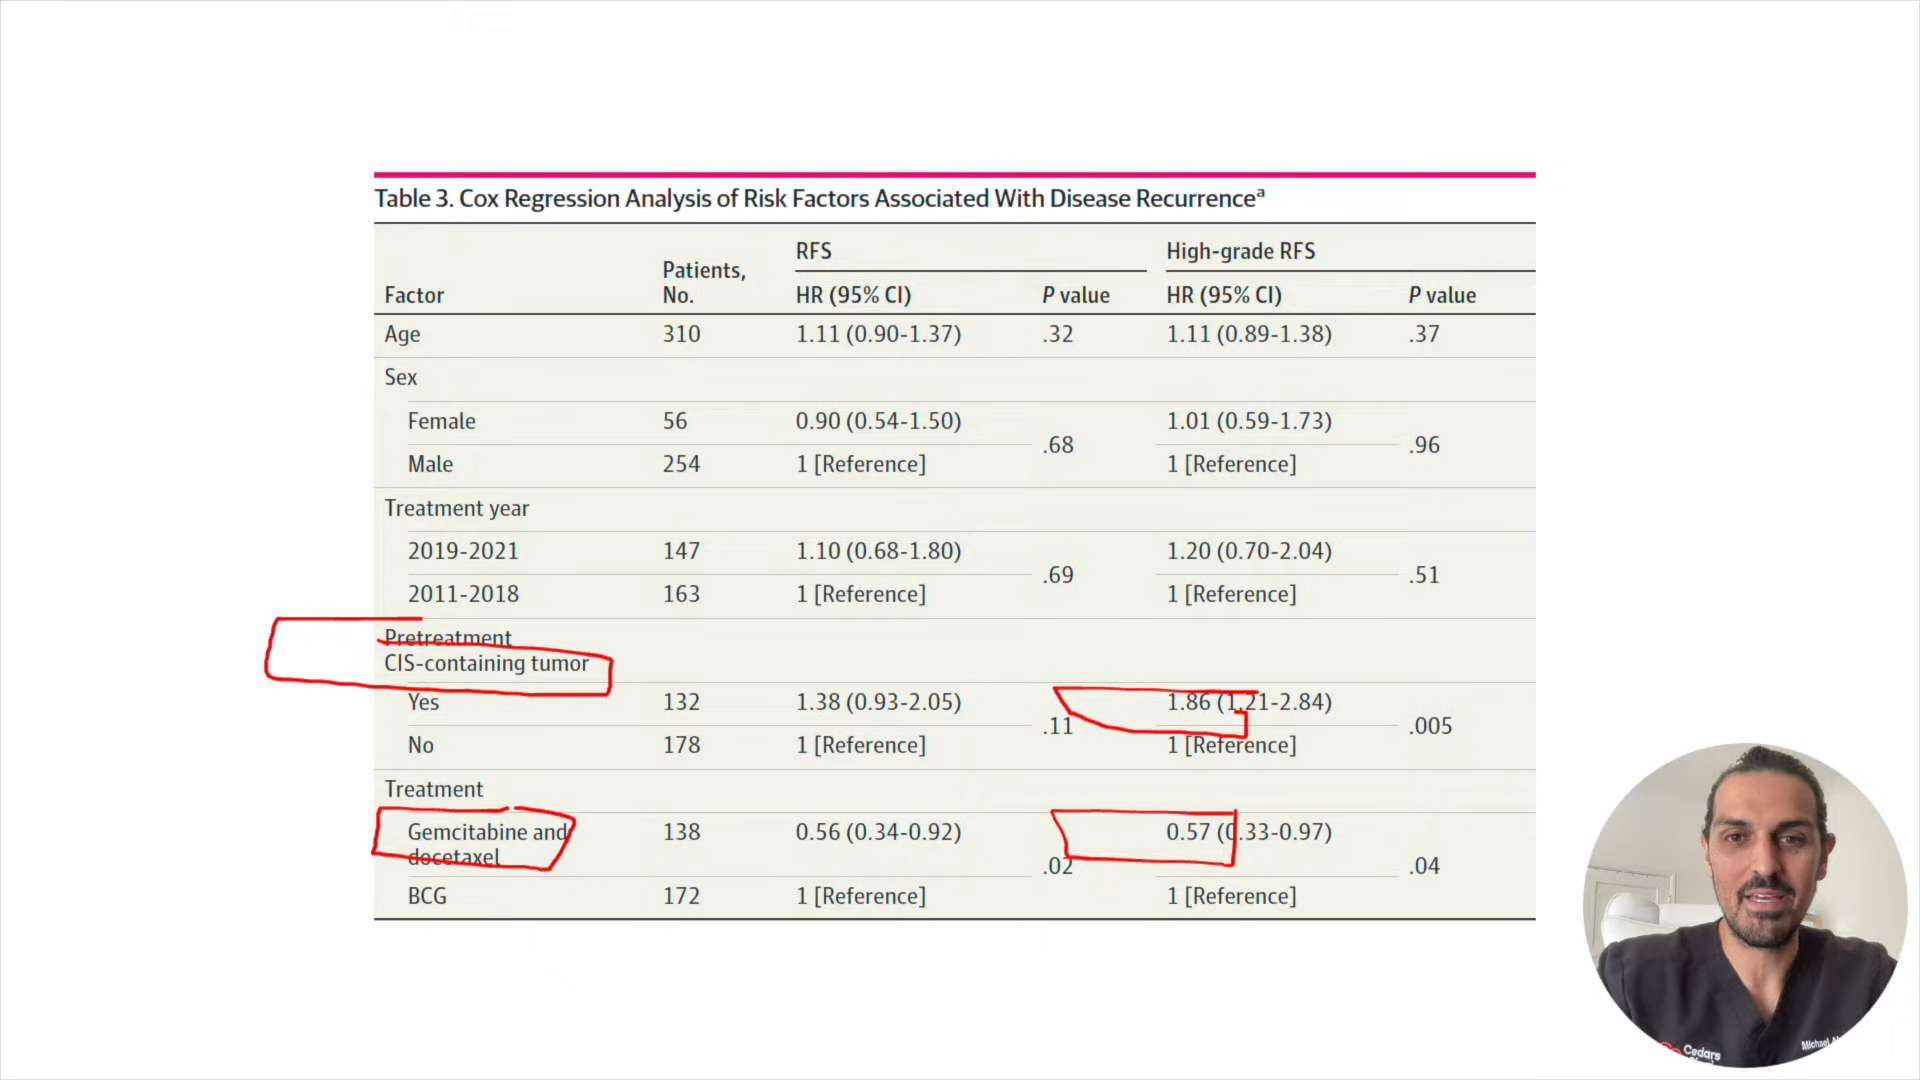 Table 3. Cox Regression Analysis of Risk Factors Associated With Disease Recurrenceᵃ
Factor Patients, No. RFS High-grade RFS
HR (95% CI) P value HR (95% CI) P value
Age 310 1.11 (0.90-1.37) .32 1.11 (0.89-1.38) .37
Sex
Female 56 0.90 (0.54-1.50) .68 1.01 (0.59-1.73) .96
Male 254 1 [Reference] 1 [Reference]
Treatment year
2019-2021 147 1.10 (0.68-1.80) .69 1.20 (0.70-2.04) .51
2011-2018 163 1 [Reference] 1 [Reference]
Pretreatment
CIS-containing tumor
Yes 132 1.38 (0.93-2.05) .11 1.86 (1.21-2.84) .005
No 178 1 [Reference] 1 [Reference]
Treatment
Gemcitabine and
docetaxel 138 0.56 (0.34-0.92) .02 0.57 (0.33-0.97) .04
BCG 172 1 [Reference] 1 [Reference]
Cedars
Michael